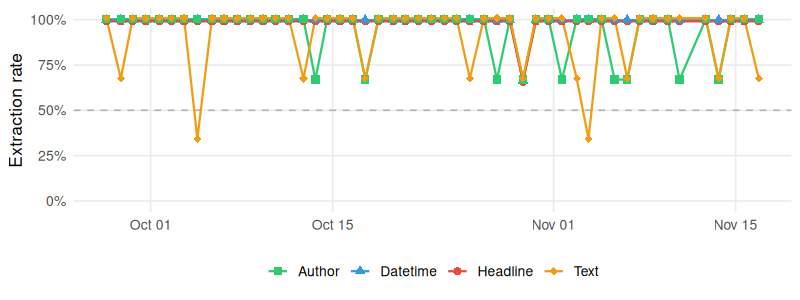 Extraction rate
100%
75%
50%
25%
0%
Oct 01 Oct 15 Nov 01 Nov 15
Author Datetime Headline Text